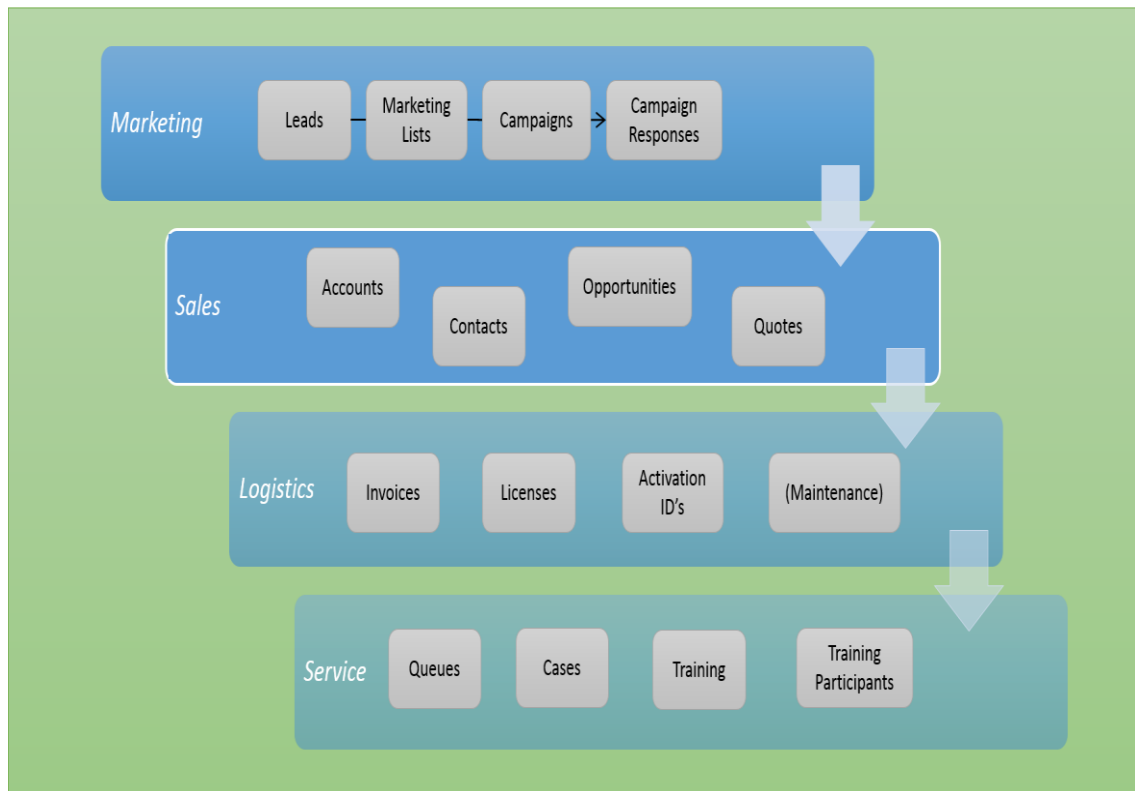 Marketing
Leads
Marketing
Lists
Campaigns
Campaign
Responses
Sales
Accounts
Contacts
Opportunities
Quotes
Logistics
Invoices
Licenses
Activation
ID’s
(Maintenance)
Service
Queues
Cases
Training
Training
Participants